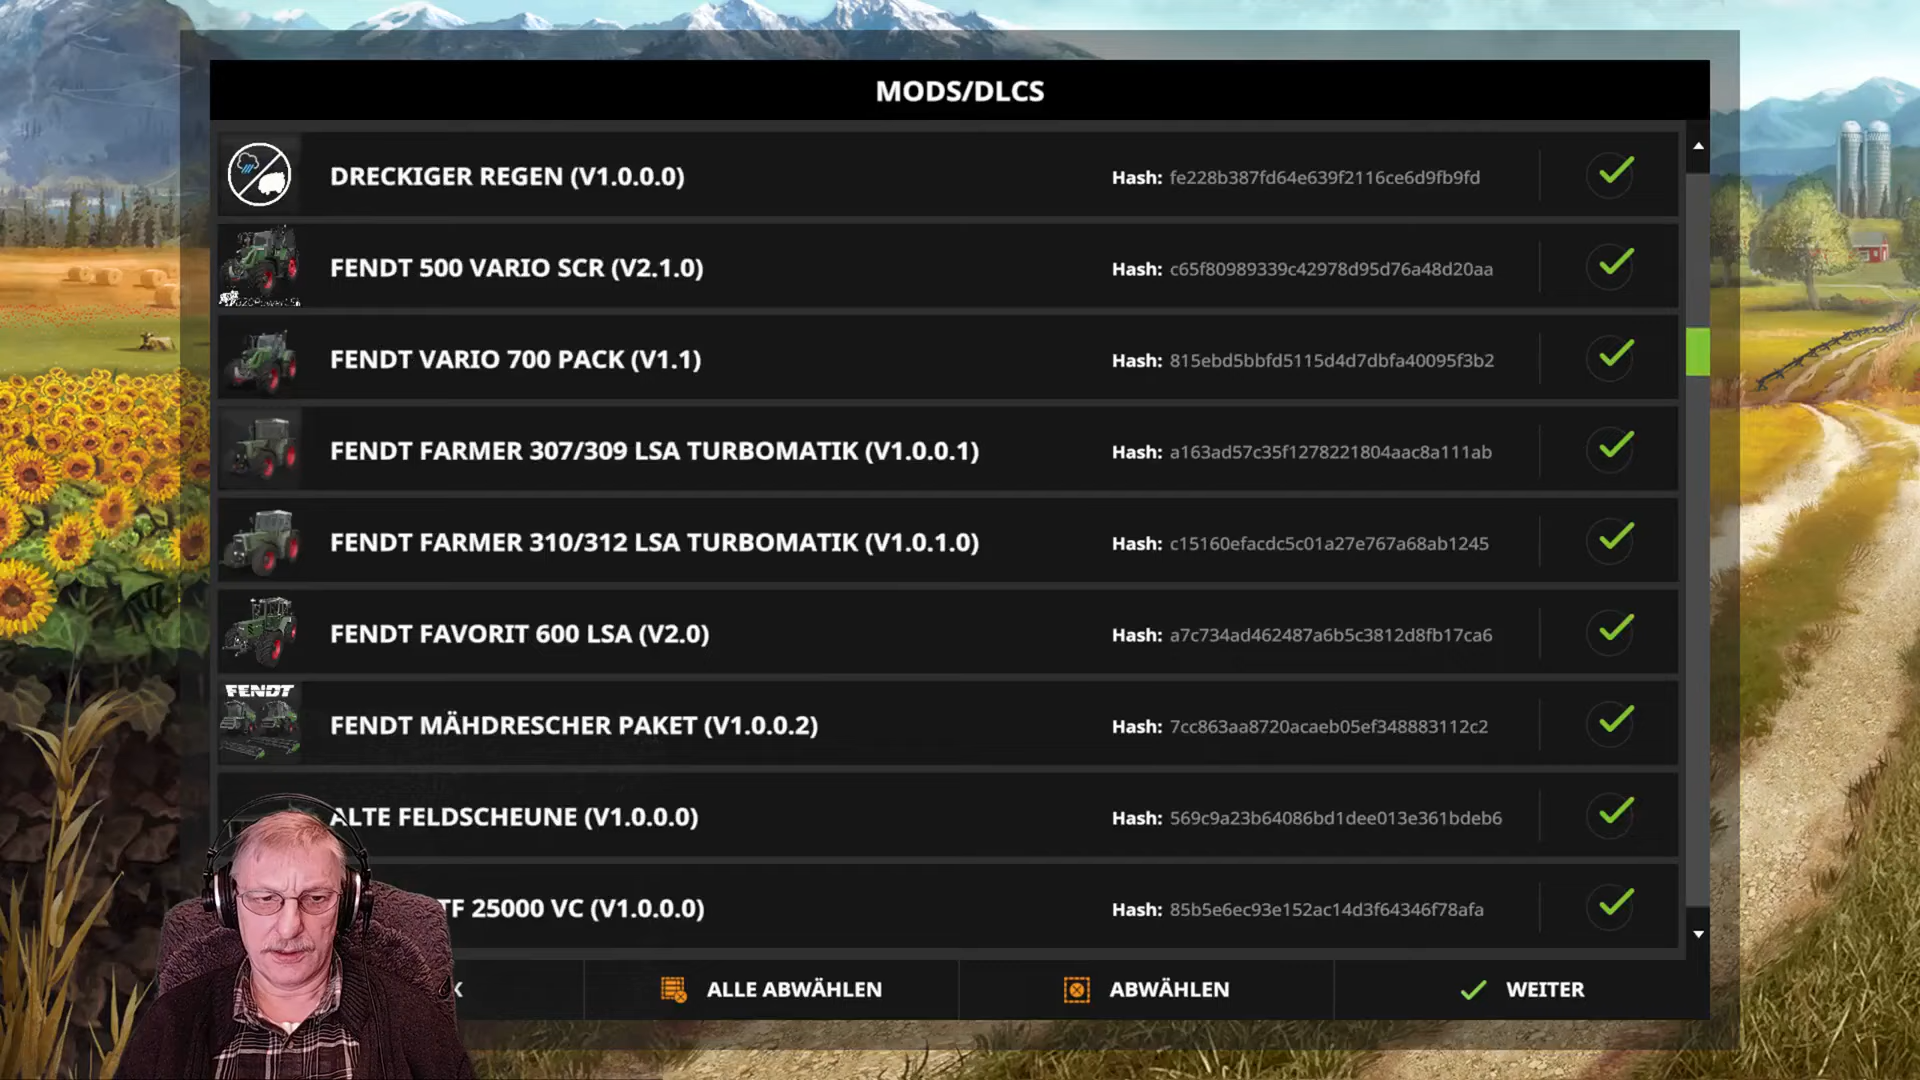 MODS/DLCS
DRECKIGER REGEN (V1.0.0.0) Hash: fe228b387fd64e639f2116ce6d9fb9fd
FENDT 500 VARIO SCR (V2.1.0) Hash: c65f80989339c42978d95d76a48d20aa
FENDT VARIO 700 PACK (V1.1) Hash: 815ebd5bbfd5115d4d7dbfa40095f3b2
FENDT FARMER 307/309 LSA TURBOMATIK (V1.0.0.1) Hash: a163ad57c35f1278221804aac8a111ab
FENDT FARMER 310/312 LSA TURBOMATIK (V1.0.1.0) Hash: c15160efacdc5c01a27e767a68ab1245
FENDT FAVORIT 600 LSA (V2.0) Hash: a7c734ad462487a6b5c3812d8fb17ca6
FENDT
FENDT MÄHDRESCHER PAKET (V1.0.0.2) Hash: 7cc863aa8720acaeb05ef348883112c2
ALTE FELDSCHEUNE (V1.0.0.0) Hash: 569c9a23b64086bd1dee013e361bdeb6
TF 25000 VC (V1.0.0.0) Hash: 85b5e6ec93e152ac14d3f64346f78afa
K ALLE ABWÄHLEN ABWÄHLEN WEITER